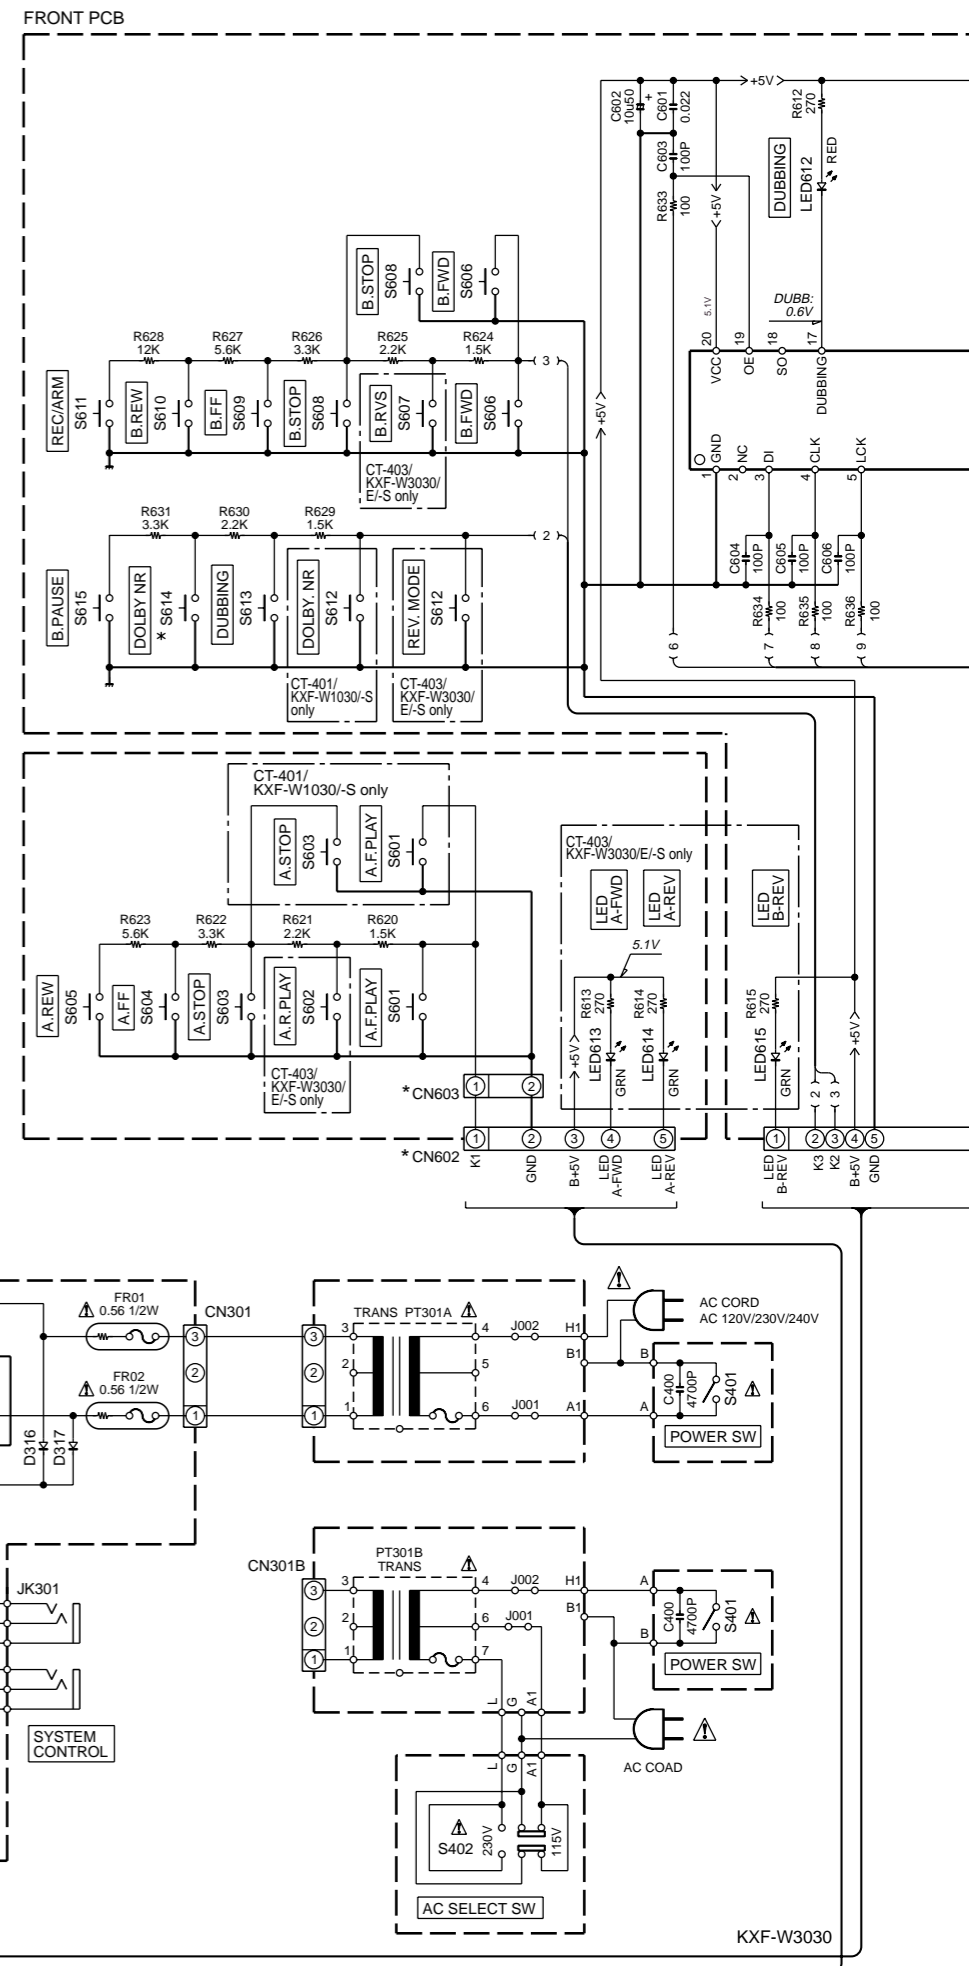 FRONT PCB
+5V
C602
10u50
+
C601
0.022
C603
100P
R633
100
+5V
+5V
5.1V
R612
270
RED
LED612
DUBBING
DUBB:
0.6V
20
19
18
17
VCC
OE
SO
DUBBING
GND
NC
DI
CLK
LCK
1
2
3
4
5
C604
100P
C605
100P
C606
100P
R634
100
R635
100
R636
100
6
7
8
9
B.STOP
S608
B.FWD
S606
R628
12K
R627
5.6K
R626
3.3K
R625
2.2K
R624
1.5K
3
REC/ARM
S611
B.REW
S610
B.FF
S609
B.STOP
S608
B.RVS
S607
B.FWD
S606
CT-403/
KXF-W3030/
E/-S only
R631
3.3K
R630
2.2K
R629
1.5K
2
B.PAUSE
S615
DOLBY NR
* S614
DUBBING
S613
DOLBY. NR
S612
REV. MODE
S612
CT-401/
KXF-W1030/-S
only
CT-403/
KXF-W3030/
E/-S only
CT-401/
KXF-W1030/-S only
A.STOP
S603
A.F.PLAY
S601
R623
5.6K
R622
3.3K
R621
2.2K
R620
1.5K
A.REW
S605
A.FF
S604
A.STOP
S603
A.R.PLAY
S602
A.F.PLAY
S601
CT-403/
KXF-W3030/
E/-S only
CT-403/
KXF-W3030/E/-S only
LED
A-FWD
LED
A-REV
LED
B-REV
5.1V
R613
270
R614
270
R615
270
+5V
+5V
LED613
GRN
LED614
GRN
LED615
GRN
2
3
* CN603
1
2
* CN602
1
2
3
4
5
K1
GND
B+5V
LED
A-FWD
LED
A-REV
1
2
3
4
5
LED
B-REV
K3
K2
B+5V
GND
FR01
0.56 1/2W
CN301
FR02
0.56 1/2W
3
2
1
D316
D317
3
2
1
TRANS PT301A
3
2
1
4
5
6
J002
J001
H1
B1
A1
AC CORD
AC 120V/230V/240V
B
A
C400
4700P
S401
POWER SW
CN301B
3
2
1
PT301B
TRANS
3
2
1
4
6
7
J002
J001
H1
B1
A
B
C400
4700P
S401
POWER SW
L
G
A1
AC COAD
L
G
A1
S402
230V
115V
AC SELECT SW
JK301
SYSTEM
CONTROL
KXF-W3030